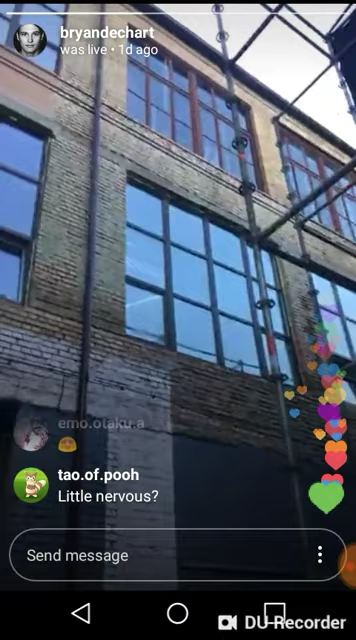 bryandechart
was live • 1d ago
emo.otaku.a
tao.of.pooh
Little nervous?
Send message
DU Recorder